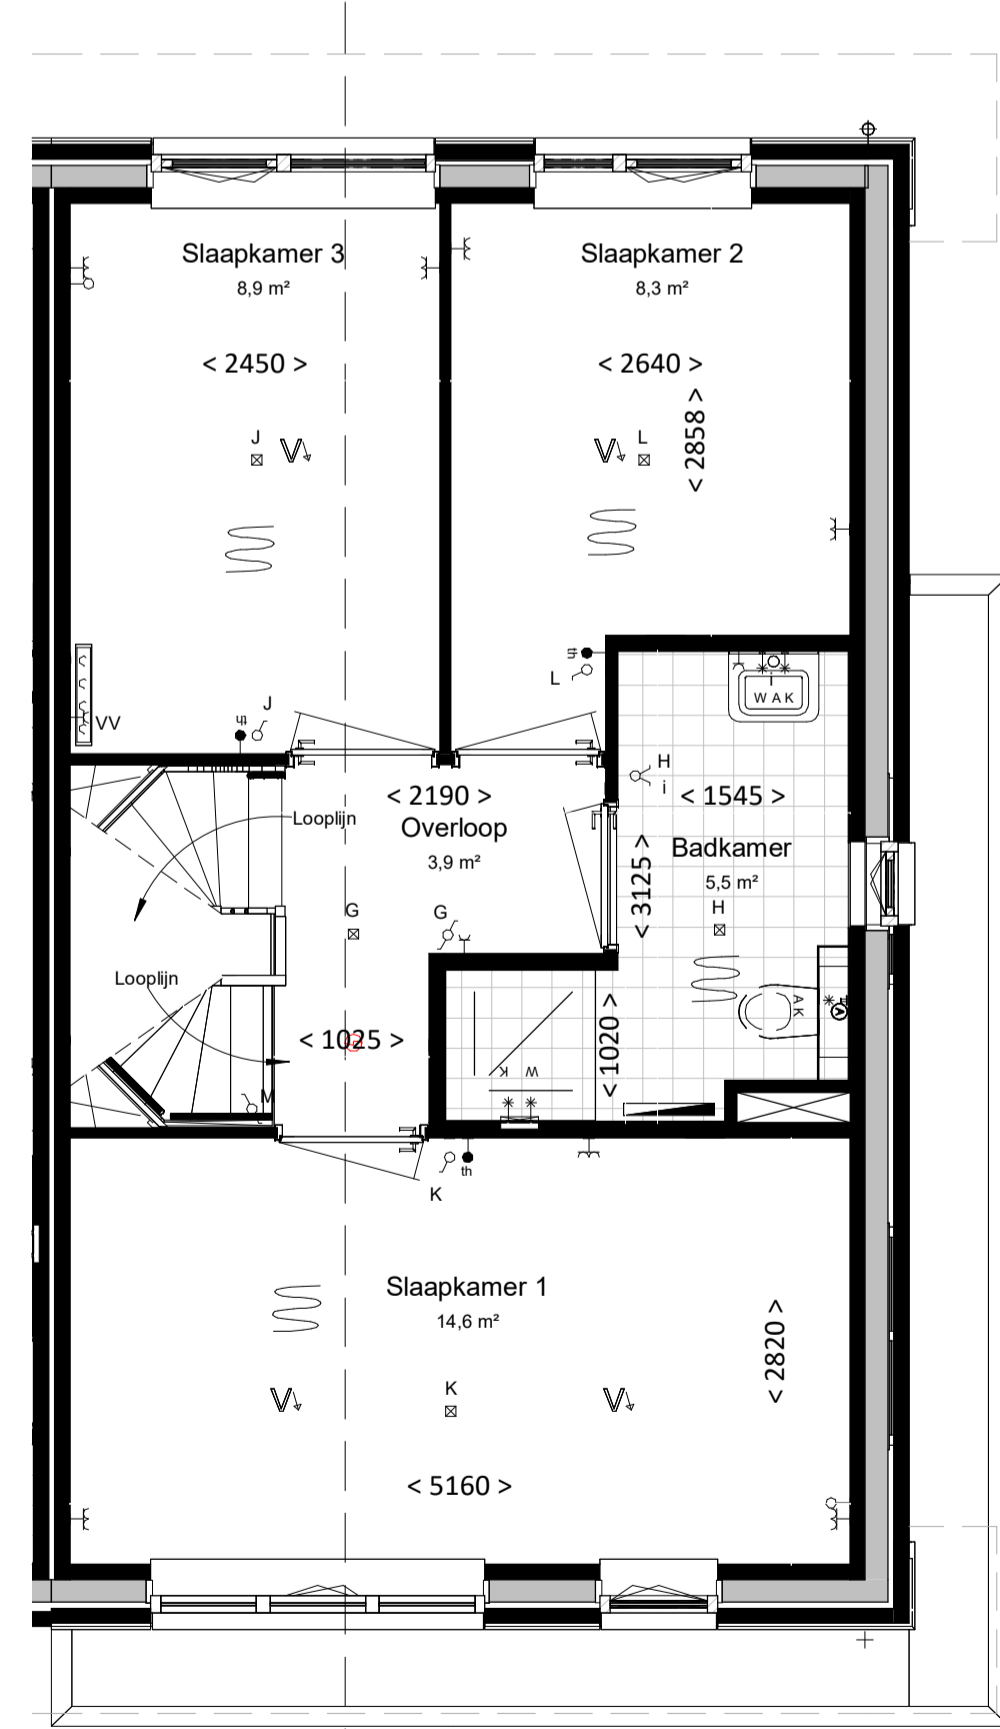 Slaapkamer 3
8,9 m²
Slaapkamer 2
8,3 m²
< 2450 >
< 2640 >
< 2858 >
J
V
V
L
L
th
J
th
VV
WAK
i
H
i
< 2190 >
< 1545 >
Looplijn
Overloop
3,9 m²
Badkamer
5,5 m²
< 3125 >
H
G
G
Looplijn
AK
A
< 1025 >
< 1020 >
K W
M
K
th
Slaapkamer 1
14,6 m²
< 2820 >
V
K
V
< 5160 >